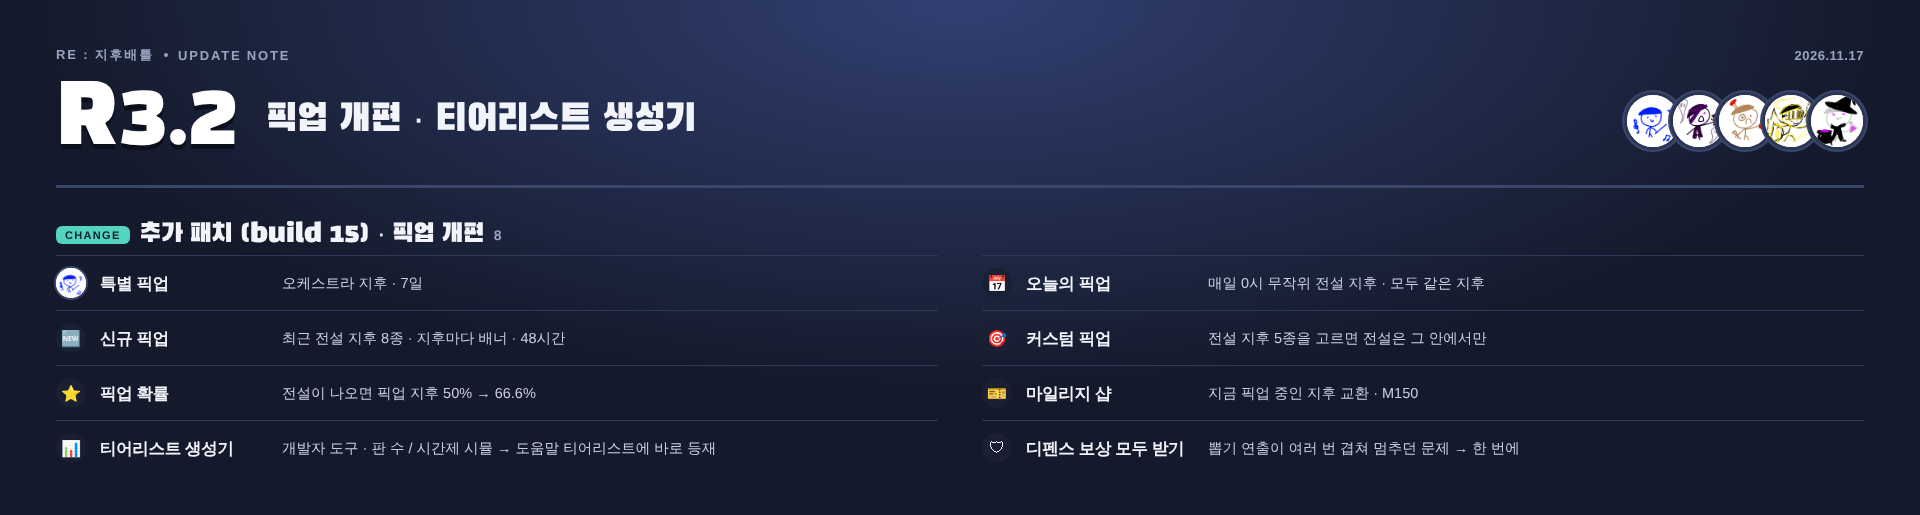 RE : 지후배틀 • UPDATE NOTE
2026.11.17
R3.2 픽업 개편 · 티어리스트 생성기
CHANGE 추가 패치 (build 15) · 픽업 개편 8
특별 픽업 오케스트라 지후 · 7일
오늘의 픽업 매일 0시 무작위 전설 지후 · 모두 같은 지후
NEW 신규 픽업 최근 전설 지후 8종 · 지후마다 배너 · 48시간
커스텀 픽업 전설 지후 5종을 고르면 전설은 그 안에서만
픽업 확률 전설이 나오면 픽업 지후 50% → 66.6%
마일리지 샵 지금 픽업 중인 지후 교환 · M150
티어리스트 생성기 개발자 도구 · 판 수 / 시간제 시뮬 → 도움말 티어리스트에 바로 등재
디펜스 보상 모두 받기 뽑기 연출이 여러 번 겹쳐 멈추던 문제 → 한 번에